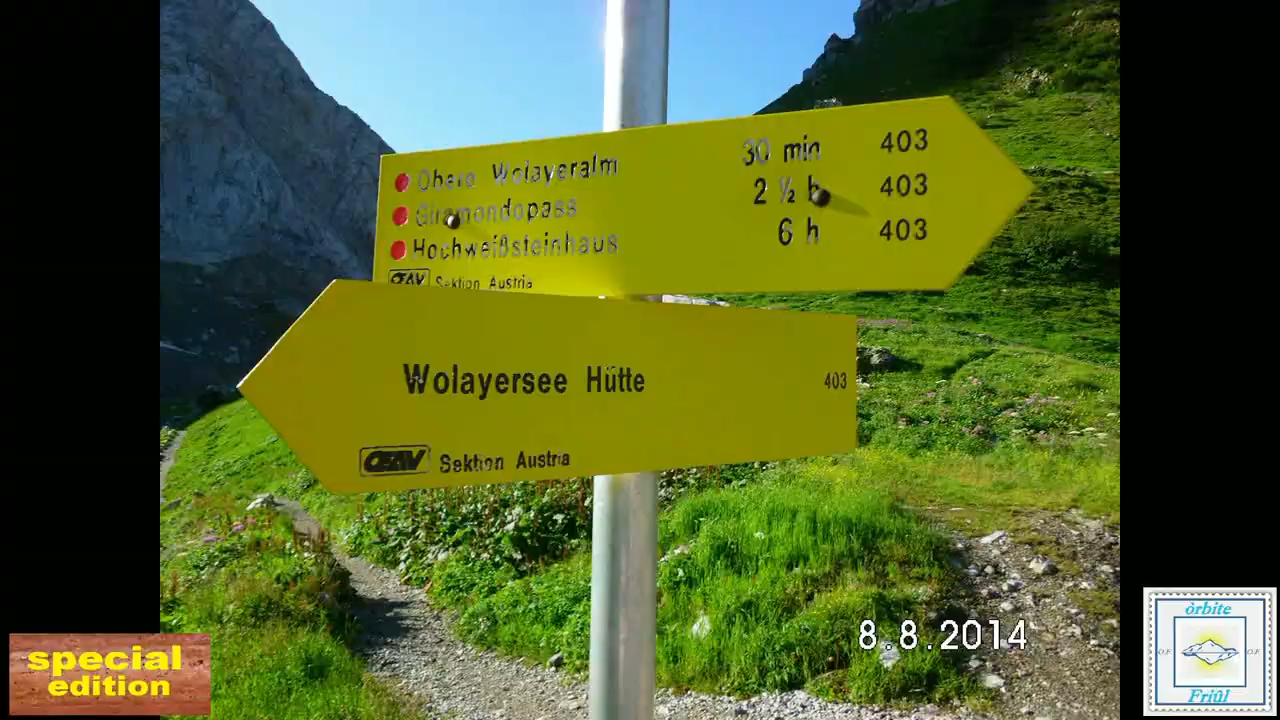 Obere Wolayeralm 30 min 403
Giramondopass 2 ½ h 403
Hochweißsteinhaus 6 h 403
OEAV Sektion Austria
Wolayersee Hütte 403
OEAV Sektion Austria
8.8.2014
special
edition
òrbite
O.F. O.F.
Friûl